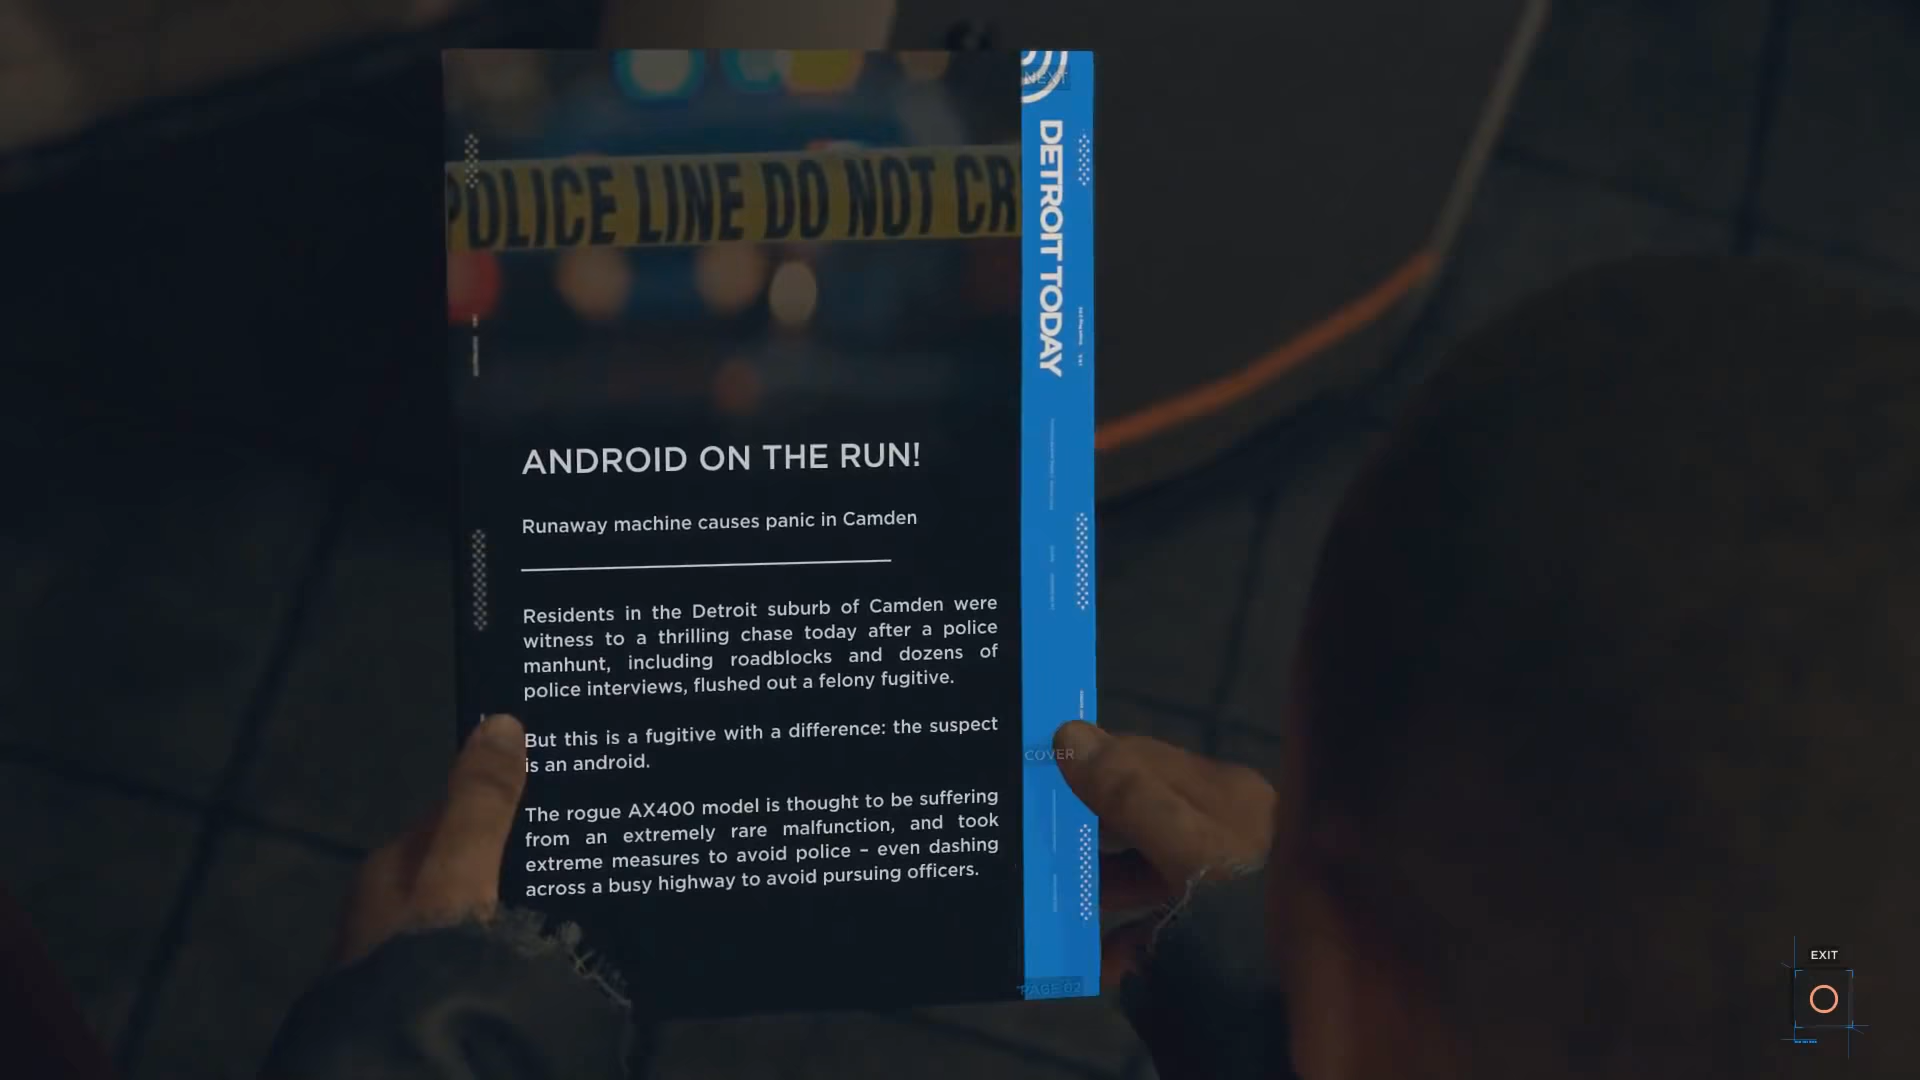 POLICE LINE DO NOT CR
NEXT
DETROIT TODAY
ANDROID ON THE RUN!
Runaway machine causes panic in Camden
Residents in the Detroit suburb of Camden were
witness to a thrilling chase today after a police
manhunt, including roadblocks and dozens of
police interviews, flushed out a felony fugitive.
But this is a fugitive with a difference: the suspect
is an android.
The rogue AX400 model is thought to be suffering
from an extremely rare malfunction, and took
extreme measures to avoid police – even dashing
across a busy highway to avoid pursuing officers.
COVER
PAGE 02
EXIT